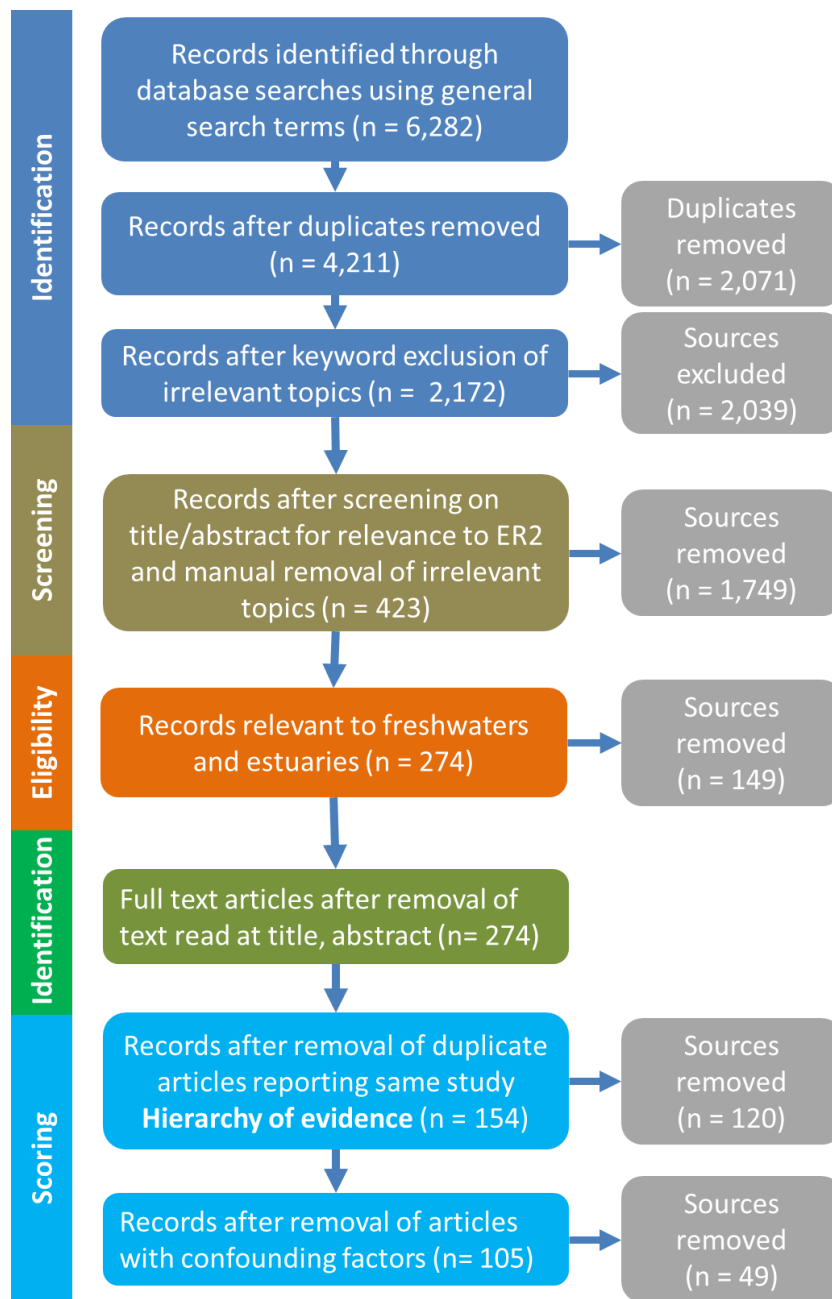 Identification
Records identified through
database searches using general
search terms (n = 6,282)
Records after duplicates removed
(n = 4,211)
Duplicates
removed
(n = 2,071)
Records after keyword exclusion of
irrelevant topics (n =  2,172)
Sources
excluded
(n = 2,039)
Screening
Records after screening on
title/abstract for relevance to ER2
and manual removal of irrelevant
topics (n = 423)
Sources
removed
(n = 1,749)
Eligibility
Records relevant to freshwaters
and estuaries (n = 274)
Sources
removed
(n = 149)
Identification
Full text articles after removal of
text read at title, abstract (n= 274)
Scoring
Records after removal of duplicate
articles reporting same study
Hierarchy of evidence (n = 154)
Sources
removed
(n = 120)
Records after removal of articles
with confounding factors (n= 105)
Sources
removed
(n = 49)